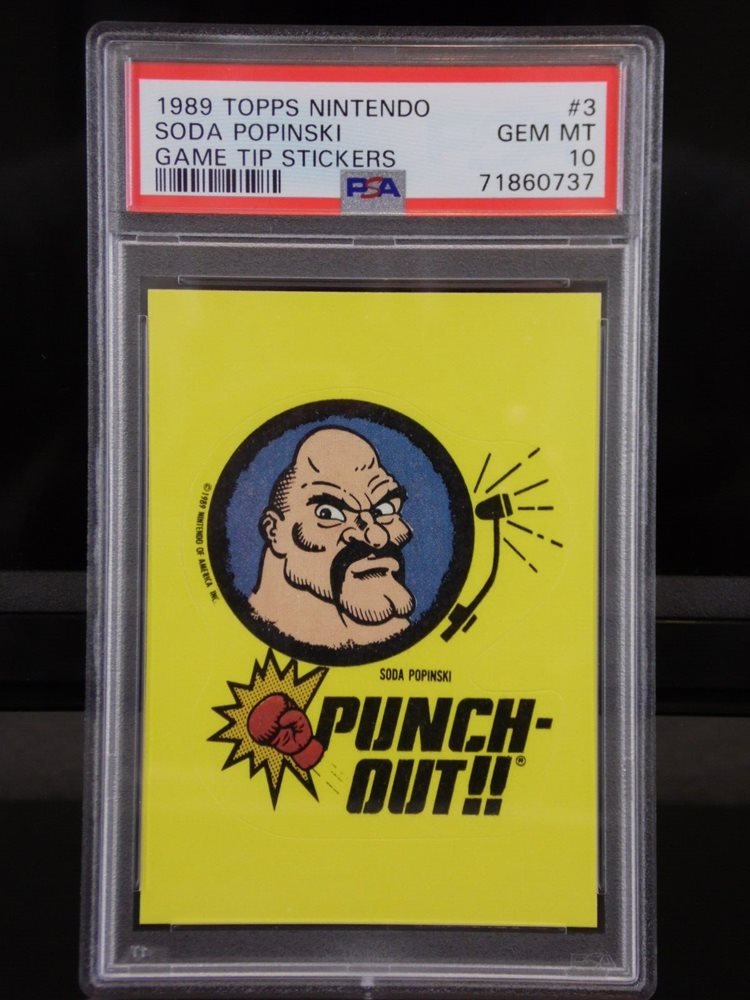 1989 TOPPS NINTENDO #3
SODA POPINSKI GEM MT
GAME TIP STICKERS 10
PSA 71860737
©1989 NINTENDO OF AMERICA, INC.
SODA POPINSKI
PUNCH-
OUT!!®
PSA